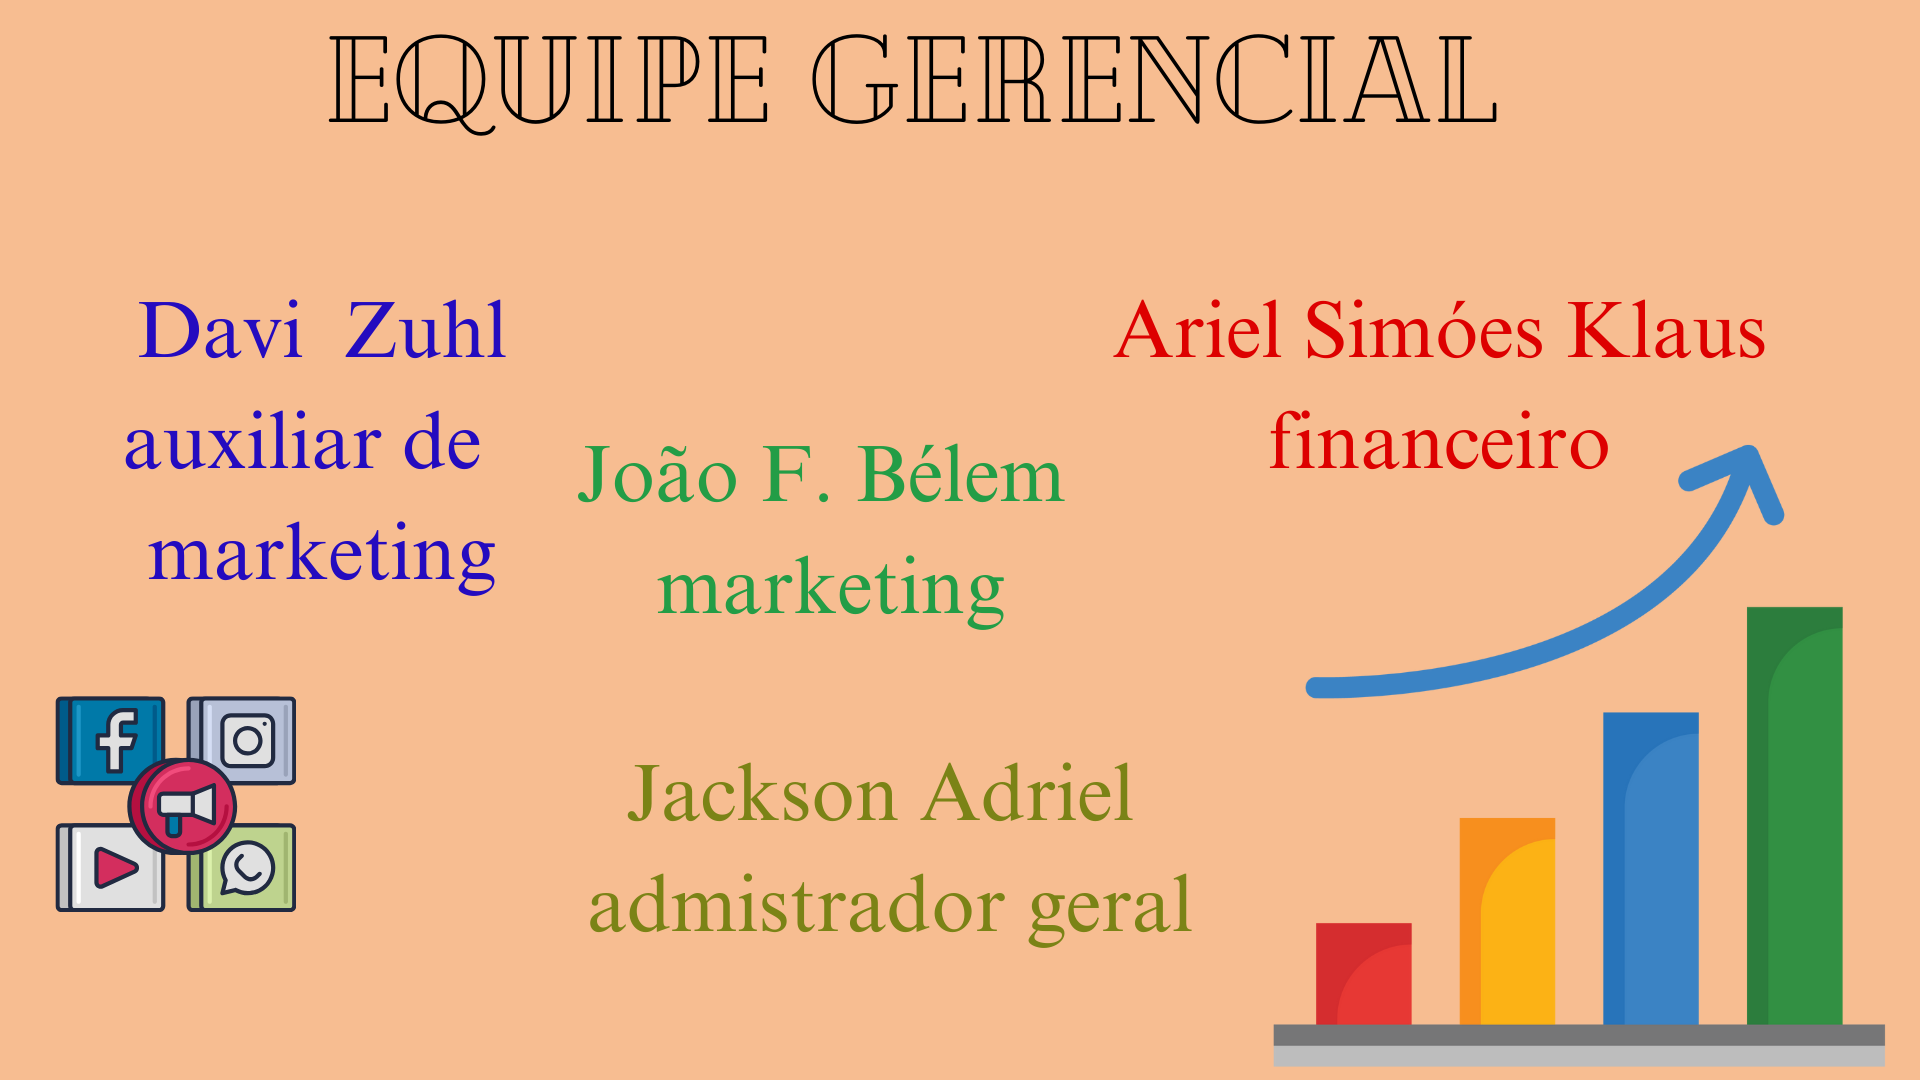 EQUIPE GERENCIAL
Davi Zuhl
auxiliar de
marketing
João F. Bélem
marketing
Ariel Simóes Klaus
financeiro
Jackson Adriel
admistrador geral